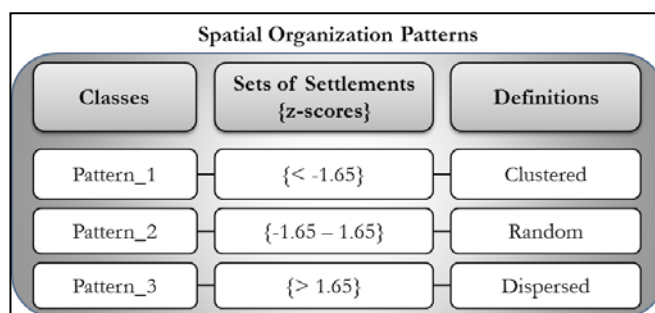 Spatial Organization Patterns
Classes
Sets of Settlements
{z-scores}
Definitions
Pattern_1
{< -1.65}
Clustered
Pattern_2
{-1.65 – 1.65}
Random
Pattern_3
{> 1.65}
Dispersed